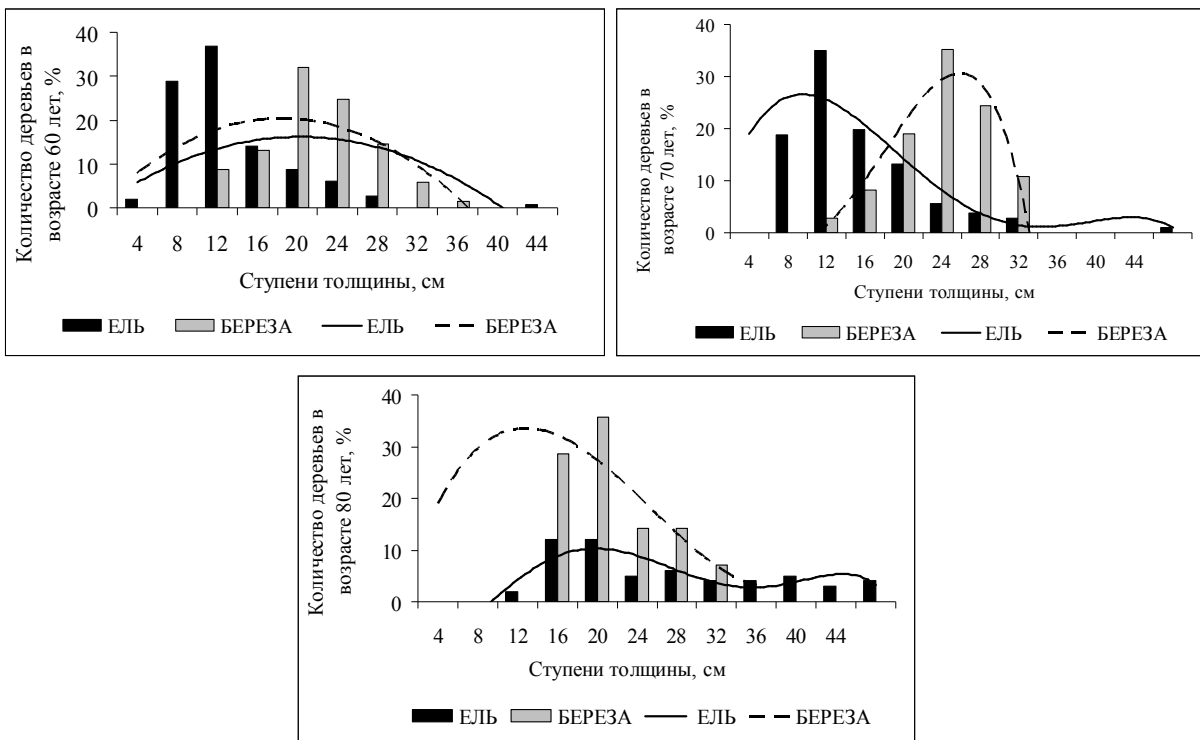 Количество деревьев в
возрасте 60 лет, %
40
30
20
10
0
4 8 12 16 20 24 28 32 36 44
Ступени толщины, см
ЕЛЬ БЕРЕЗА ЕЛЬ БЕРЕЗА
Количество деревьев в
возрасте 70 лет, %
40
30
20
10
0
4 8 12 16 20 24 28 32 36 40 44
Ступени толщины, см
ЕЛЬ БЕРЕЗА ЕЛЬ БЕРЕЗА
Количество деревьев в
возрасте 80 лет, %
40
30
20
10
0
4 8 12 16 20 24 28 32 36 40 44
Ступени толщины, см
ЕЛЬ БЕРЕЗА ЕЛЬ БЕРЕЗА